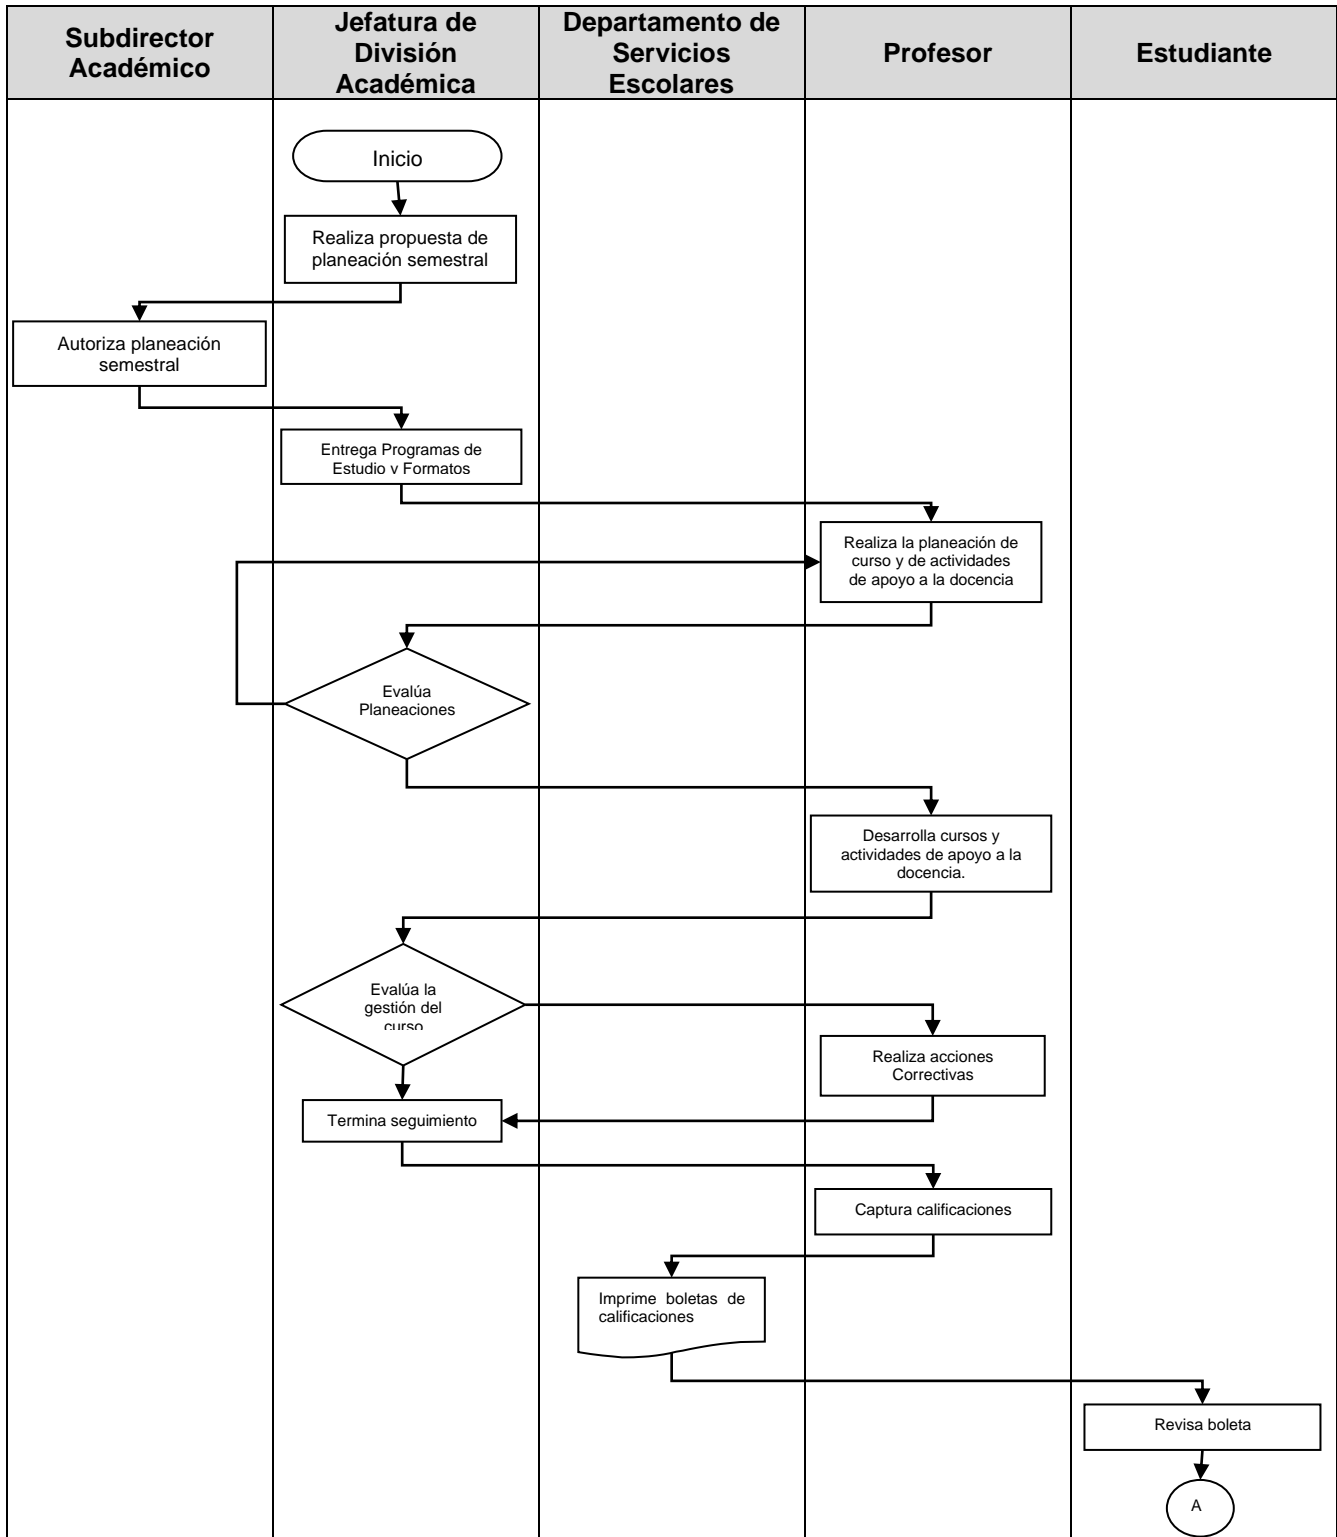 Subdirector
Académico
Jefatura de
División
Académica
Departamento de
Servicios
Escolares
Profesor
Estudiante
Inicio
Realiza propuesta de
planeación semestral
Autoriza planeación
semestral
Entrega Programas de
Estudio y Formatos
Realiza la planeación de
curso y de actividades
de apoyo a la docencia
Evalúa
Planeaciones
Desarrolla cursos y
actividades de apoyo a la
docencia.
Evalúa la
gestión del
curso
Realiza acciones
Correctivas
Termina seguimiento
Captura calificaciones
Imprime boletas de
calificaciones
Revisa boleta
A